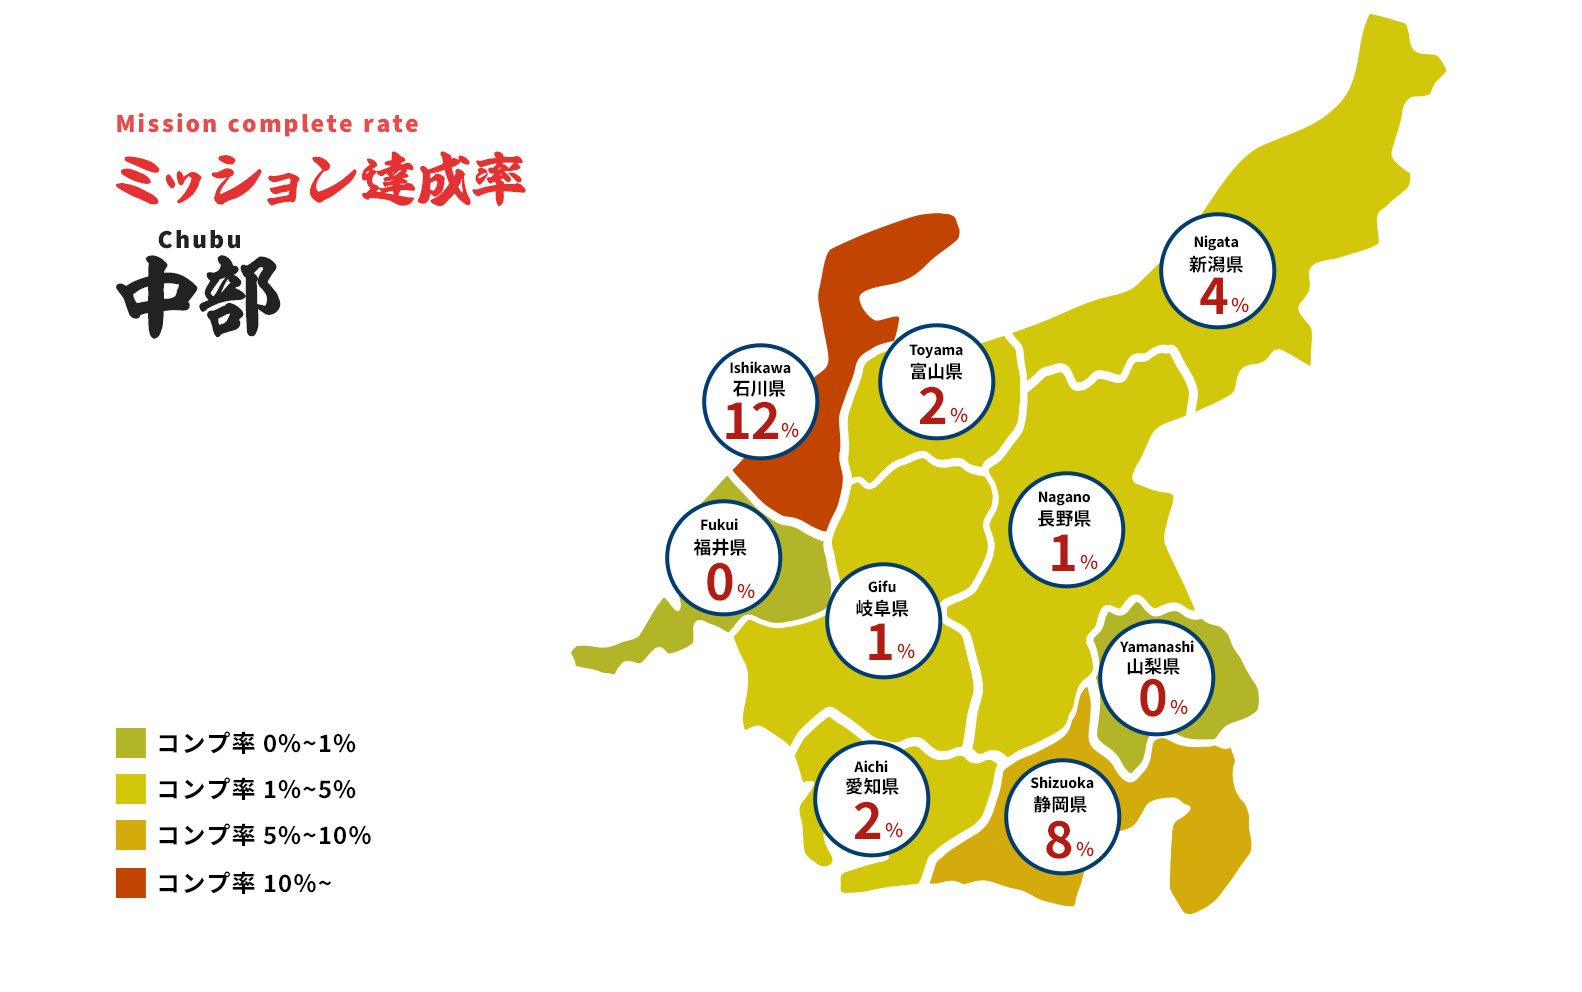 Mission complete rate
ミッション達成率
Chubu
中部
Nigata
新潟県
4%
Toyama
富山県
2%
Ishikawa
石川県
12%
Nagano
長野県
1%
Fukui
福井県
0%
Gifu
岐阜県
1%
Yamanashi
山梨県
0%
Aichi
愛知県
2%
Shizuoka
静岡県
8%
コンプ率 0%~1%
コンプ率 1%~5%
コンプ率 5%~10%
コンプ率 10%~